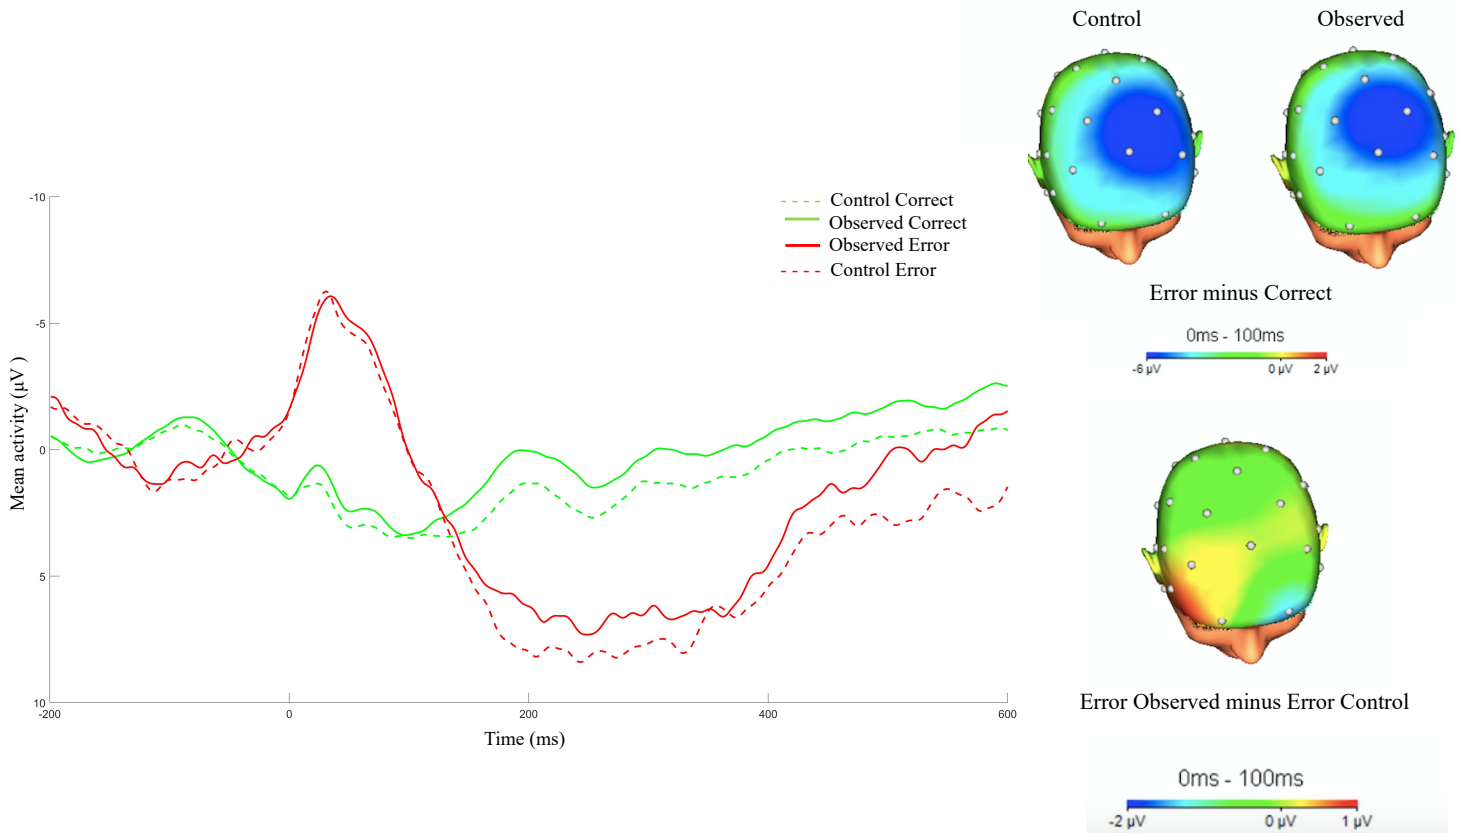 Control
Observed
Error minus Correct
0ms - 100ms
-6 µV 0 µV 2 µV
Control Correct
Observed Correct
Observed Error
Control Error
Mean activity (µV )
-10
-5
0
5
10
-200 0 200 400 600
Time (ms)
Error Observed minus Error Control
0ms - 100ms
-2 µV 0 µV 1 µV